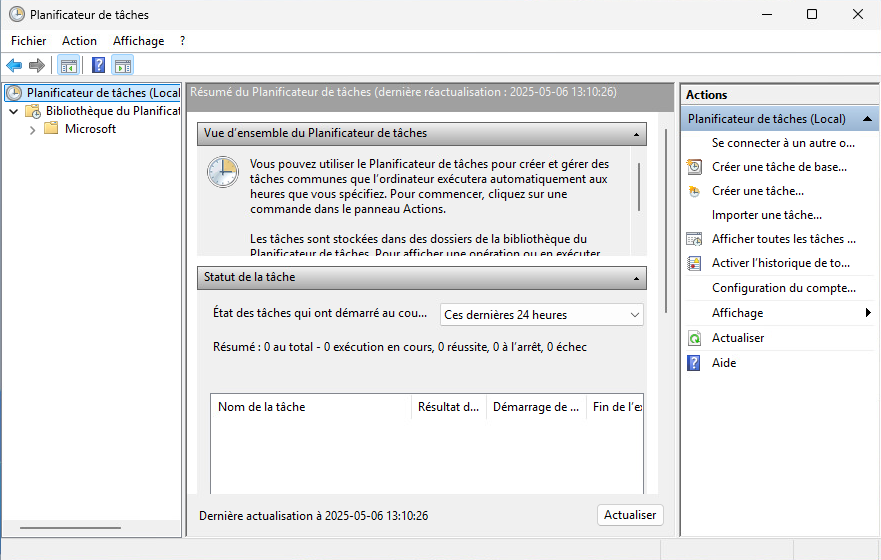 Planificateur de tâches
Fichier Action Affichage ?
Planificateur de tâches (Local
Bibliothèque du Planificat
Microsoft
Résumé du Planificateur de tâches (dernière réactualisation : 2025-05-06 13:10:26)
Vue d'ensemble du Planificateur de tâches
Vous pouvez utiliser le Planificateur de tâches pour créer et gérer des
tâches communes que l'ordinateur exécutera automatiquement aux
heures que vous spécifiez. Pour commencer, cliquez sur une
commande dans le panneau Actions.
Les tâches sont stockées dans des dossiers de la bibliothèque du
Planificateur de tâches. Pour afficher une opération ou en exécuter
Statut de la tâche
État des tâches qui ont démarré au cou... Ces dernières 24 heures
Résumé : 0 au total - 0 exécution en cours, 0 réussite, 0 à l'arrêt, 0 échec
Nom de la tâche Résultat d... Démarrage de ... Fin de l'ex
Dernière actualisation à 2025-05-06 13:10:26 Actualiser
Actions
Planificateur de tâches (Local)
Se connecter à un autre o...
Créer une tâche de base...
Créer une tâche...
Importer une tâche...
Afficher toutes les tâches ...
Activer l'historique de to...
Configuration du compte...
Affichage
Actualiser
Aide